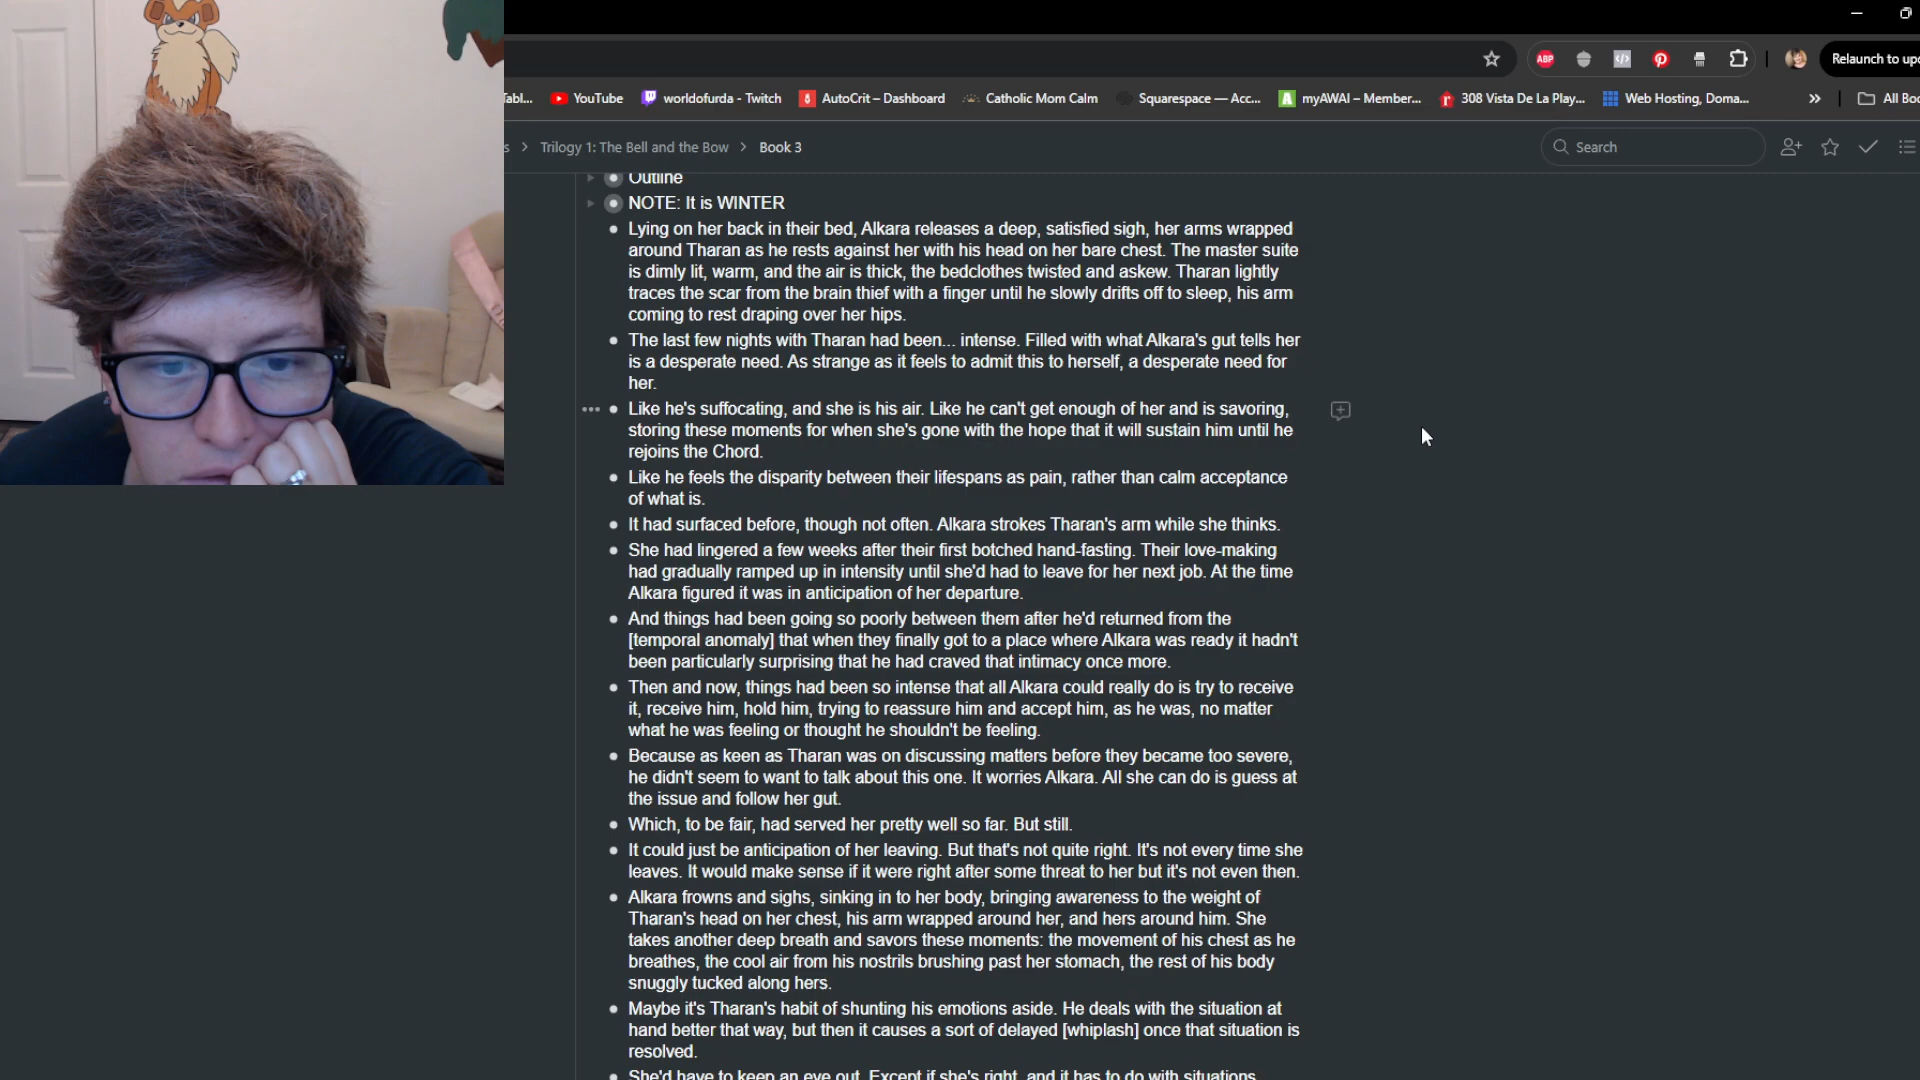 Relaunch to upd
Tabl...
YouTube
worldofurda - Twitch
AutoCrit – Dashboard
Catholic Mom Calm
Squarespace — Acc...
myAWAI – Member...
308 Vista De La Play...
Web Hosting, Doma...
»
All Boo
s > Trilogy 1: The Bell and the Bow > Book 3
Search
Outline
NOTE: It is WINTER
Lying on her back in their bed, Alkara releases a deep, satisfied sigh, her arms wrapped
around Tharan as he rests against her with his head on her bare chest. The master suite
is dimly lit, warm, and the air is thick, the bedclothes twisted and askew. Tharan lightly
traces the scar from the brain thief with a finger until he slowly drifts off to sleep, his arm
coming to rest draping over her hips.
The last few nights with Tharan had been... intense. Filled with what Alkara's gut tells her
is a desperate need. As strange as it feels to admit this to herself, a desperate need for
her.
Like he's suffocating, and she is his air. Like he can't get enough of her and is savoring,
storing these moments for when she's gone with the hope that it will sustain him until he
rejoins the Chord.
Like he feels the disparity between their lifespans as pain, rather than calm acceptance
of what is.
It had surfaced before, though not often. Alkara strokes Tharan's arm while she thinks.
She had lingered a few weeks after their first botched hand-fasting. Their love-making
had gradually ramped up in intensity until she'd had to leave for her next job. At the time
Alkara figured it was in anticipation of her departure.
And things had been going so poorly between them after he'd returned from the
[temporal anomaly] that when they finally got to a place where Alkara was ready it hadn't
been particularly surprising that he had craved that intimacy once more.
Then and now, things had been so intense that all Alkara could really do is try to receive
it, receive him, hold him, trying to reassure him and accept him, as he was, no matter
what he was feeling or thought he shouldn't be feeling.
Because as keen as Tharan was on discussing matters before they became too severe,
he didn't seem to want to talk about this one. It worries Alkara. All she can do is guess at
the issue and follow her gut.
Which, to be fair, had served her pretty well so far. But still.
It could just be anticipation of her leaving. But that's not quite right. It's not every time she
leaves. It would make sense if it were right after some threat to her but it's not even then.
Alkara frowns and sighs, sinking in to her body, bringing awareness to the weight of
Tharan's head on her chest, his arm wrapped around her, and hers around him. She
takes another deep breath and savors these moments: the movement of his chest as he
breathes, the cool air from his nostrils brushing past her stomach, the rest of his body
snuggly tucked along hers.
Maybe it's Tharan's habit of shunting his emotions aside. He deals with the situation at
hand better that way, but then it causes a sort of delayed [whiplash] once that situation is
resolved.
She'd have to keep an eye out. Except if she's right, and it has to do with situations
ABP